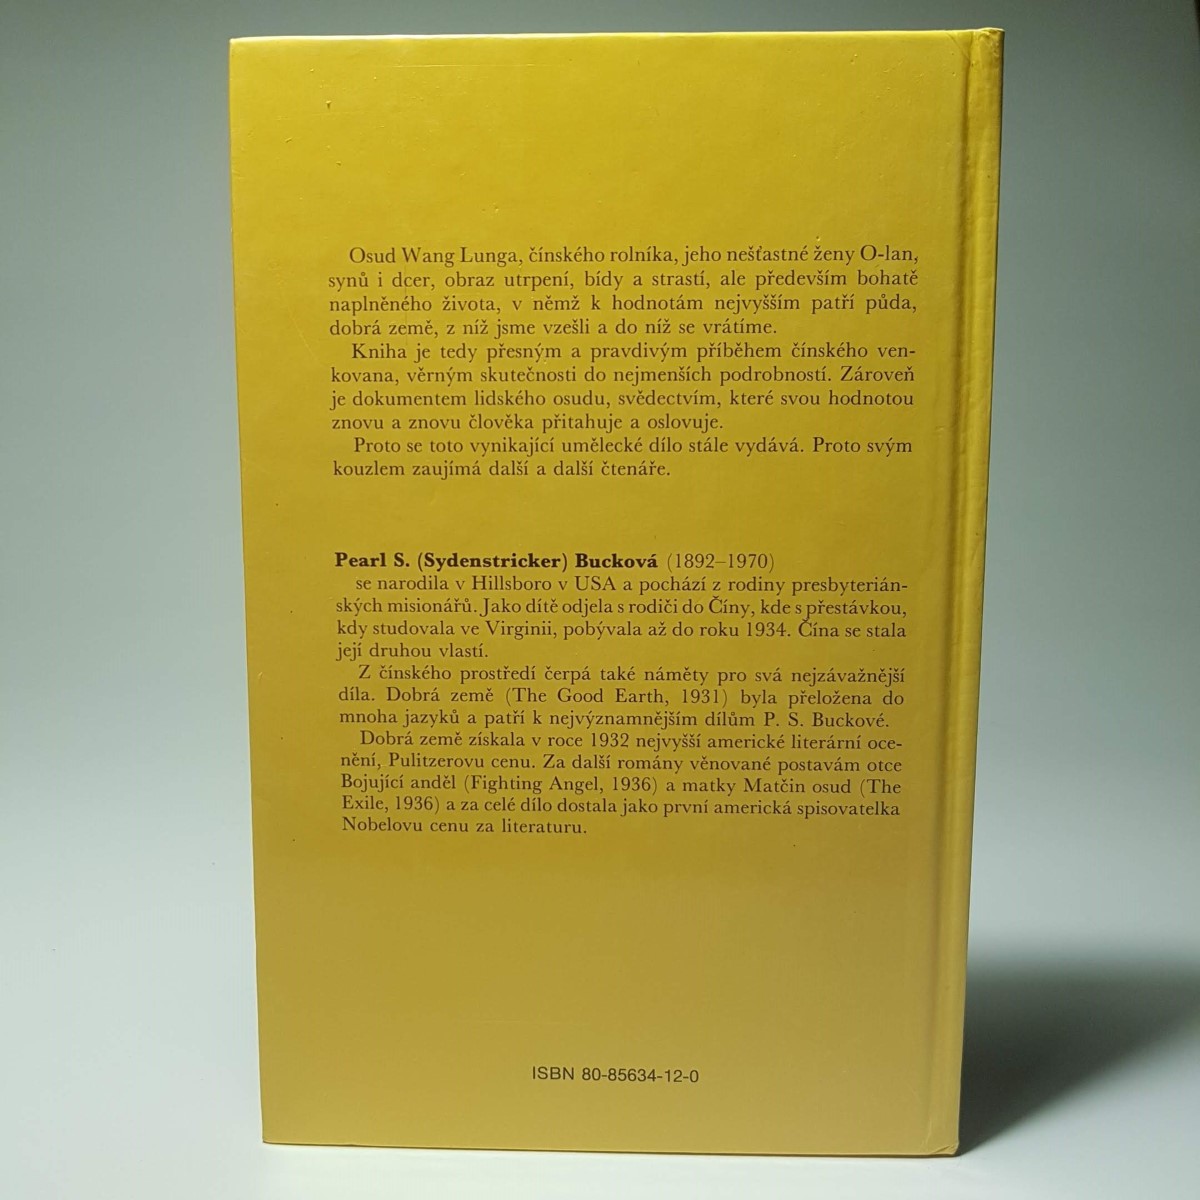 Osud Wang Lunga, čínského rolníka, jeho nešťastné ženy O-lan,
synů i dcer, obraz utrpení, bídy a strastí, ale především bohatě
naplněného života, v němž k hodnotám nejvyšším patří půda,
dobrá země, z níž jsme vzešli a do níž se vrátíme.
Kniha je tedy přesným a pravdivým příběhem čínského ven-
kovana, věrným skutečnosti do nejmenších podrobností. Zároveň
je dokumentem lidského osudu, svědectvím, které svou hodnotou
znovu a znovu člověka přitahuje a oslovuje.
Proto se toto vynikající umělecké dílo stále vydává. Proto svým
kouzlem zaujímá další a další čtenáře.
Pearl S. (Sydenstricker) Bucková (1892–1970)
se narodila v Hillsboro v USA a pochází z rodiny presbyterián-
ských misionářů. Jako dítě odjela s rodiči do Číny, kde s přestávkou,
kdy studovala ve Virginii, pobývala až do roku 1934. Čína se stala
její druhou vlastí.
Z čínského prostředí čerpá také náměty pro svá nejzávažnější
díla. Dobrá země (The Good Earth, 1931) byla přeložena do
mnoha jazyků a patří k nejvýznamnějším dílům P. S. Buckové.
Dobrá země získala v roce 1932 nejvyšší americké literární oce-
nění, Pulitzerovu cenu. Za další romány věnované postavám otce
Bojující anděl (Fighting Angel, 1936) a matky Matčin osud (The
Exile, 1936) a za celé dílo dostala jako první americká spisovatelka
Nobelovu cenu za literaturu.
ISBN 80-85634-12-0